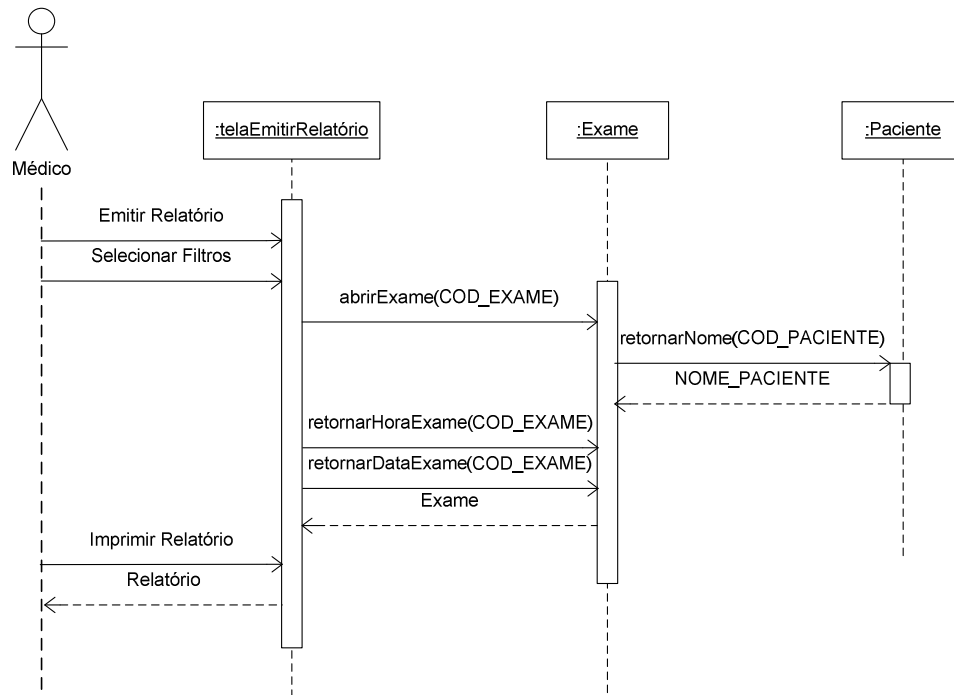 :telaEmitirRelatório
:Exame
:Paciente
Médico
Emitir Relatório
Selecionar Filtros
abrirExame(COD_EXAME)
retornarNome(COD_PACIENTE)
NOME_PACIENTE
retornarHoraExame(COD_EXAME)
retornarDataExame(COD_EXAME)
Exame
Imprimir Relatório
Relatório